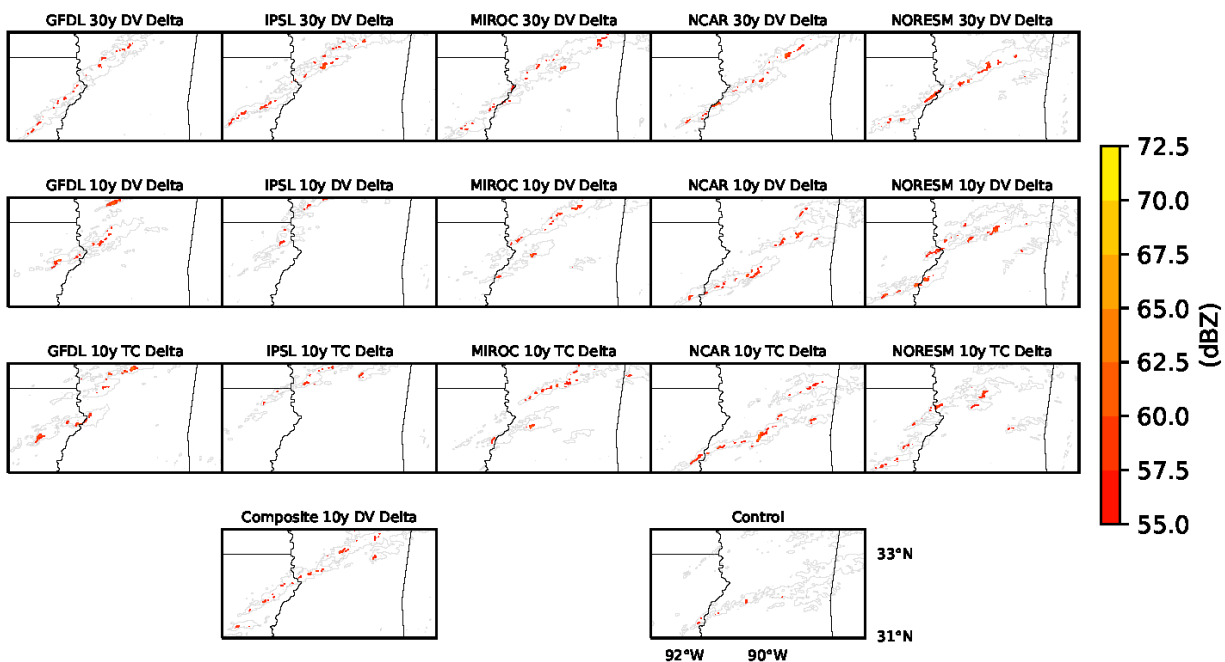 GFDL 30y DV Delta IPSL 30y DV Delta MIROC 30y DV Delta NCAR 30y DV Delta NORESM 30y DV Delta
GFDL 10y DV Delta IPSL 10y DV Delta MIROC 10y DV Delta NCAR 10y DV Delta NORESM 10y DV Delta
GFDL 10y TC Delta IPSL 10y TC Delta MIROC 10y TC Delta NCAR 10y TC Delta NORESM 10y TC Delta
Composite 10y DV Delta Control
33°N
31°N
92°W 90°W
72.5
70.0
67.5
65.0
62.5
60.0
57.5
55.0
(dBZ)